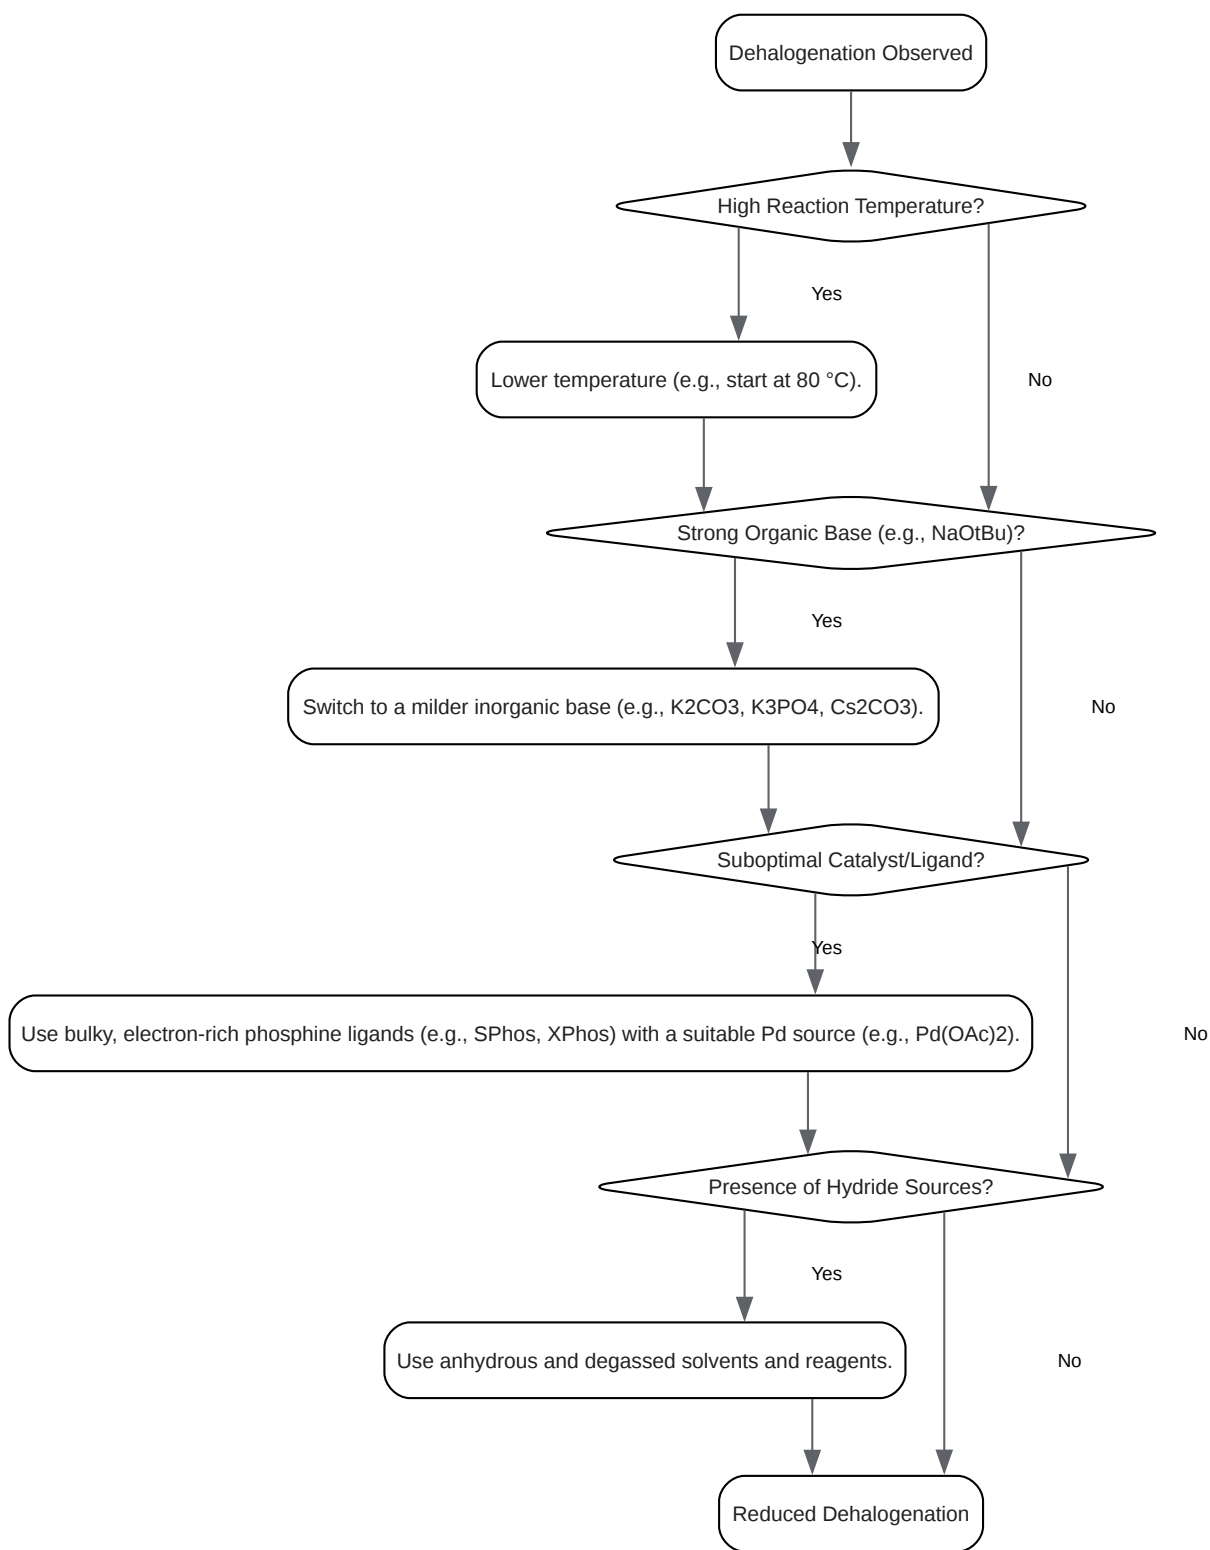 Dehalogenation Observed
High Reaction Temperature?
Yes
Lower temperature (e.g., start at 80 °C).
No
Strong Organic Base (e.g., NaOtBu)?
Yes
Switch to a milder inorganic base (e.g., K2CO3, K3PO4, Cs2CO3).
No
Suboptimal Catalyst/Ligand?
Yes
Use bulky, electron-rich phosphine ligands (e.g., SPhos, XPhos) with a suitable Pd source (e.g., Pd(OAc)2).
No
Presence of Hydride Sources?
Yes
Use anhydrous and degassed solvents and reagents.
No
Reduced Dehalogenation